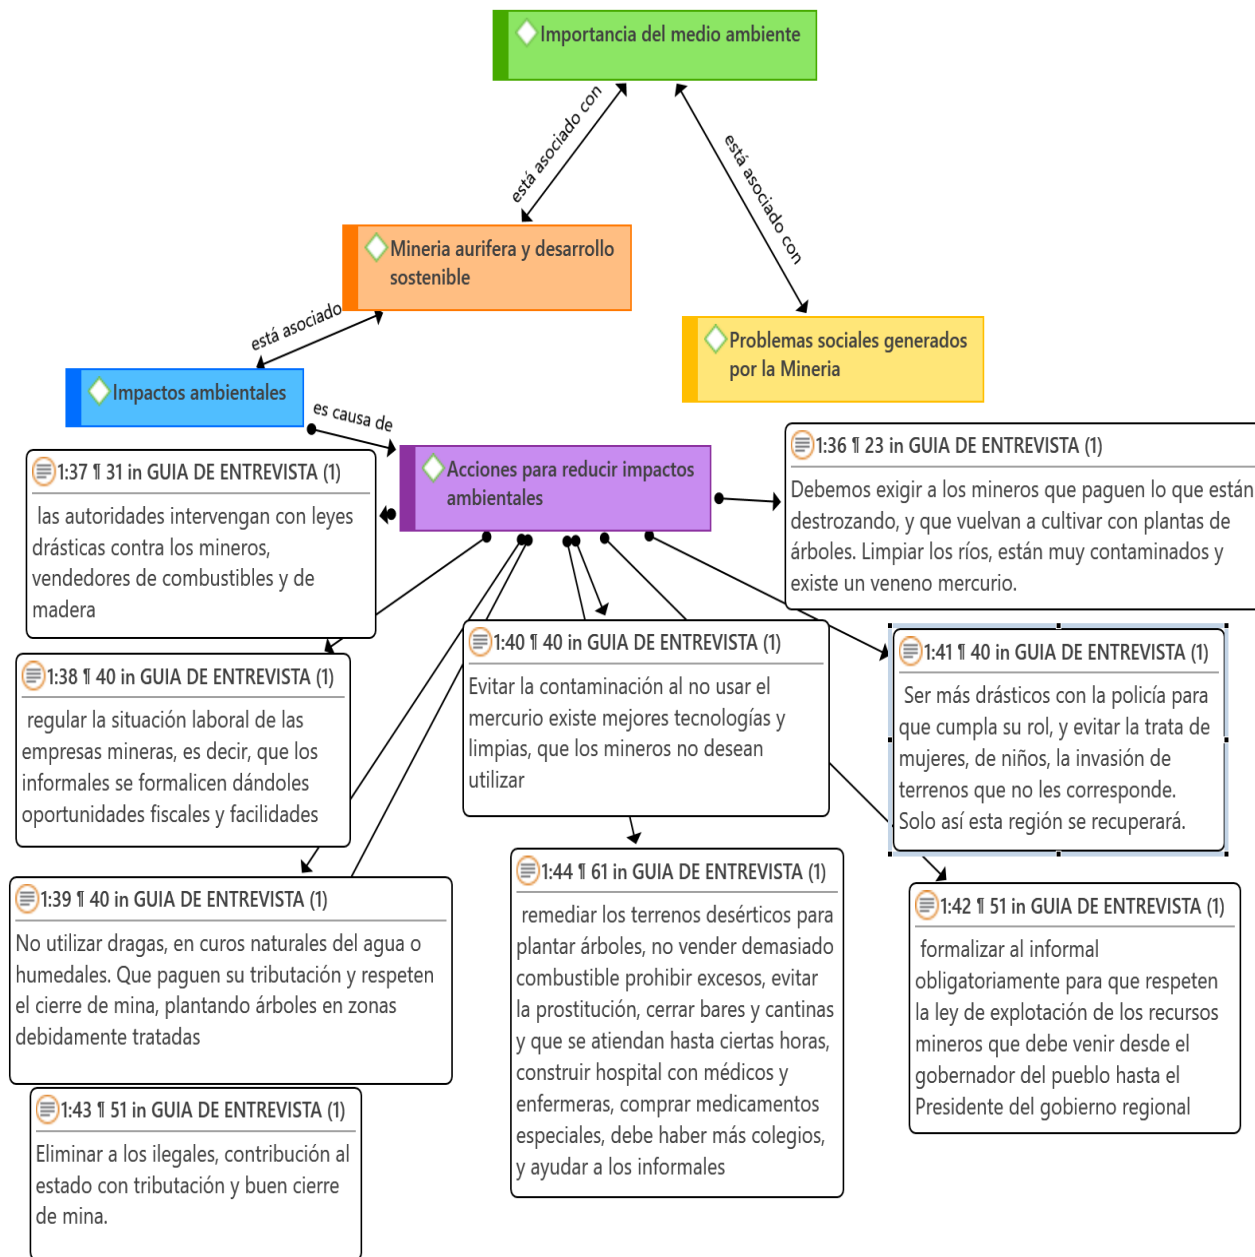 Importancia del medio ambiente
está asociado con
está asociado con
Mineria aurifera y desarrollo
sostenible
Problemas sociales generados
por la Mineria
está asociado
Impactos ambientales
es causa de
Acciones para reducir impactos
ambientales
1:36 ¶ 23 in GUIA DE ENTREVISTA (1)
Debemos exigir a los mineros que paguen lo que están
destrozando, y que vuelvan a cultivar con plantas de
árboles. Limpiar los ríos, están muy contaminados y
existe un veneno mercurio.
1:37 ¶ 31 in GUIA DE ENTREVISTA (1)
las autoridades intervengan con leyes
drásticas contra los mineros,
vendedores de combustibles y de
madera
1:38 ¶ 40 in GUIA DE ENTREVISTA (1)
regular la situación laboral de las
empresas mineras, es decir, que los
informales se formalicen dándoles
oportunidades fiscales y facilidades
1:40 ¶ 40 in GUIA DE ENTREVISTA (1)
Evitar la contaminación al no usar el
mercurio existe mejores tecnologías y
limpias, que los mineros no desean
utilizar
1:41 ¶ 40 in GUIA DE ENTREVISTA (1)
Ser más drásticos con la policía para
que cumpla su rol, y evitar la trata de
mujeres, de niños, la invasión de
terrenos que no les corresponde.
Solo así esta región se recuperará.
1:39 ¶ 40 in GUIA DE ENTREVISTA (1)
No utilizar dragas, en curos naturales del agua o
humedales. Que paguen su tributación y respeten
el cierre de mina, plantando árboles en zonas
debidamente tratadas
1:44 ¶ 61 in GUIA DE ENTREVISTA (1)
remediar los terrenos desérticos para
plantar árboles, no vender demasiado
combustible prohibir excesos, evitar
la prostitución, cerrar bares y cantinas
y que se atiendan hasta ciertas horas,
construir hospital con médicos y
enfermeras, comprar medicamentos
especiales, debe haber más colegios,
y ayudar a los informales
1:42 ¶ 51 in GUIA DE ENTREVISTA (1)
formalizar al informal
obligatoriamente para que respeten
la ley de explotación de los recursos
mineros que debe venir desde el
gobernador del pueblo hasta el
Presidente del gobierno regional
1:43 ¶ 51 in GUIA DE ENTREVISTA (1)
Eliminar a los ilegales, contribución al
estado con tributación y buen cierre
de mina.